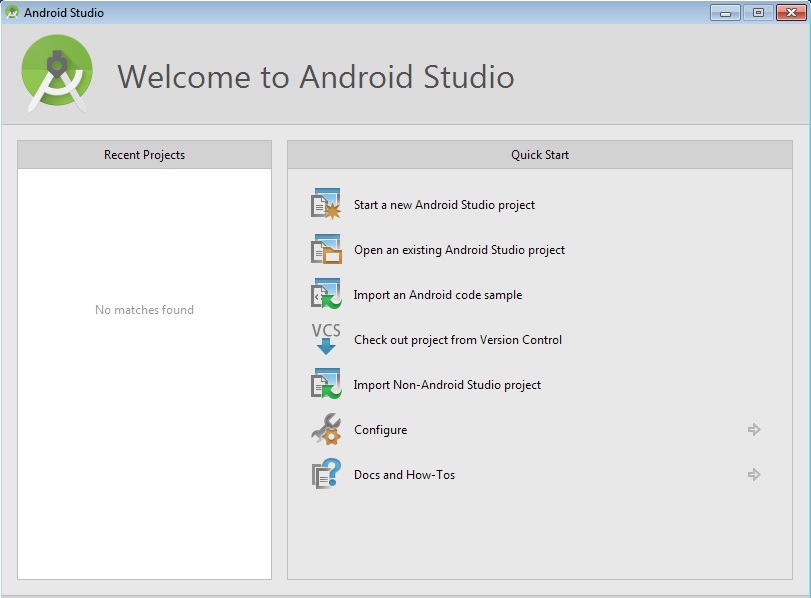 Android Studio
Welcome to Android Studio
Recent Projects
No matches found
Quick Start
Start a new Android Studio project
Open an existing Android Studio project
Import an Android code sample
VCS
Check out project from Version Control
Import Non-Android Studio project
Configure
Docs and How-Tos